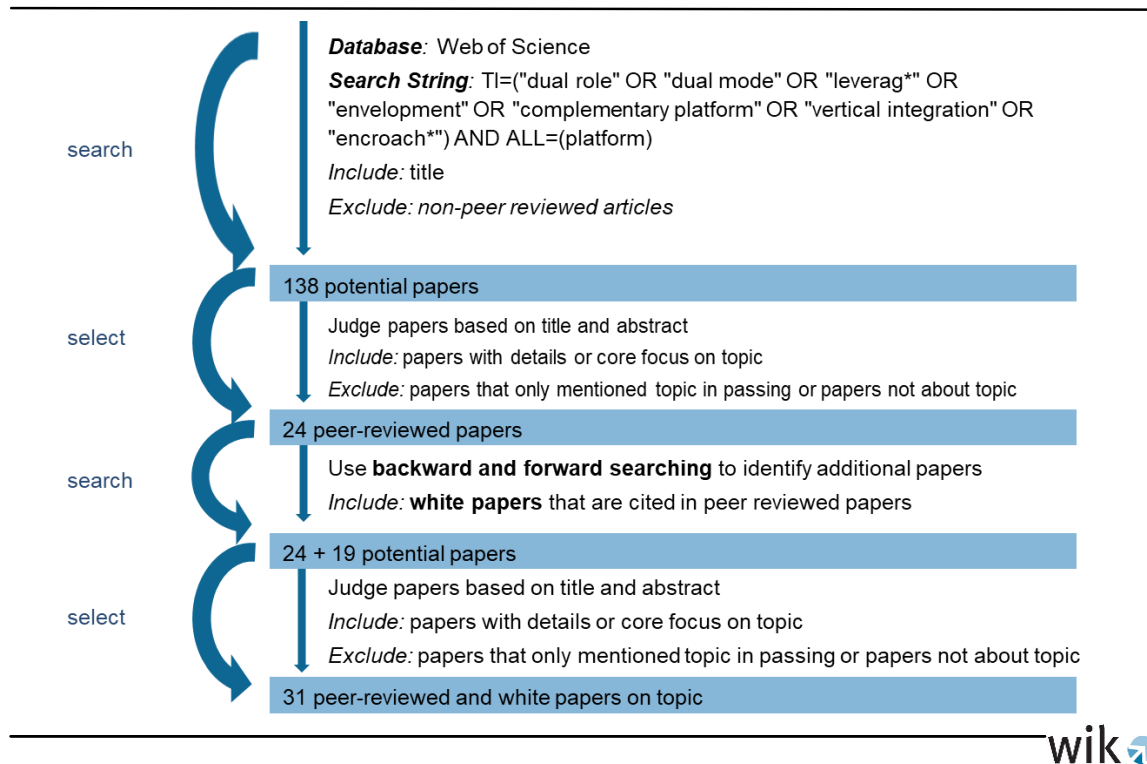 Database: Web of Science
Search String: TI=("dual role" OR "dual mode" OR "leverag*" OR
"envelopment" OR "complementary platform" OR "vertical integration" OR
"encroach*") AND ALL=(platform)
search
Include: title
Exclude: non-peer reviewed articles
138 potential papers
Judge papers based on title and abstract
select
Include: papers with details or core focus on topic
Exclude: papers that only mentioned topic in passing or papers not about topic
24 peer-reviewed papers
Use backward and forward searching to identify additional papers
search
Include: white papers that are cited in peer reviewed papers
24 + 19 potential papers
Judge papers based on title and abstract
select
Include: papers with details or core focus on topic
Exclude: papers that only mentioned topic in passing or papers not about topic
31 peer-reviewed and white papers on topic
wik